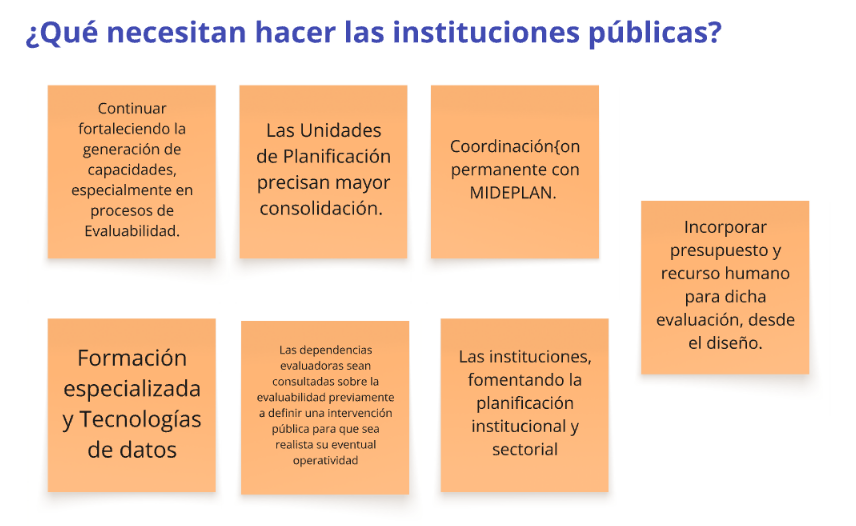 ¿Qué necesitan hacer las instituciones públicas?
Continuar
fortaleciendo la
generación de
capacidades,
especialmente en
procesos de
Evaluabilidad.
Las Unidades
de Planificación
precisan mayor
consolidación.
Coordinación{on
permanente con
MIDEPLAN.
Incorporar
presupuesto y
recurso humano
para dicha
evaluación, desde
el diseño.
Formación
especializada
y Tecnologías
de datos
Las dependencias
evaluadoras sean
consultadas sobre la
evaluabilidad previamente
a definir una intervención
pública para que sea
realista su eventual
operatividad
Las instituciones,
fomentando la
planificación
institucional y
sectorial